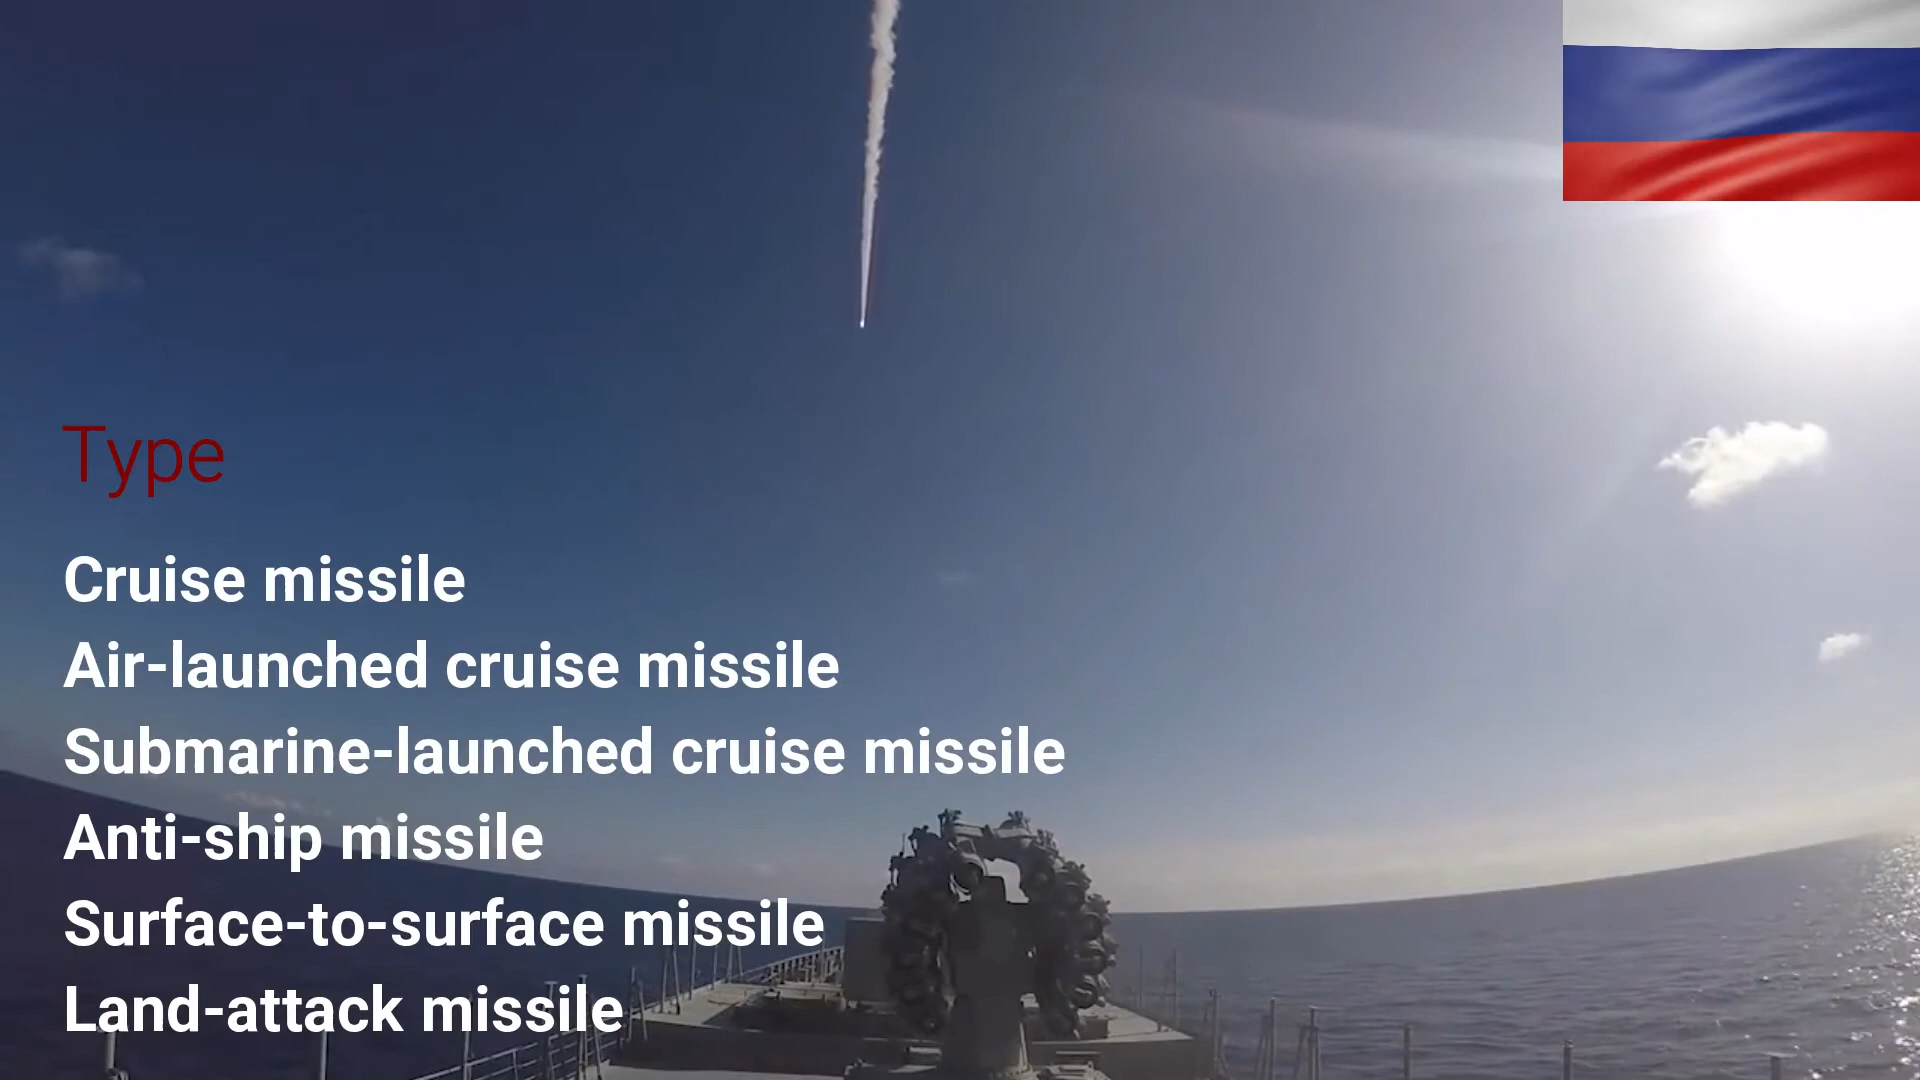 Type
Cruise missile
Air-launched cruise missile
Submarine-launched cruise missile
Anti-ship missile
Surface-to-surface missile
Land-attack missile